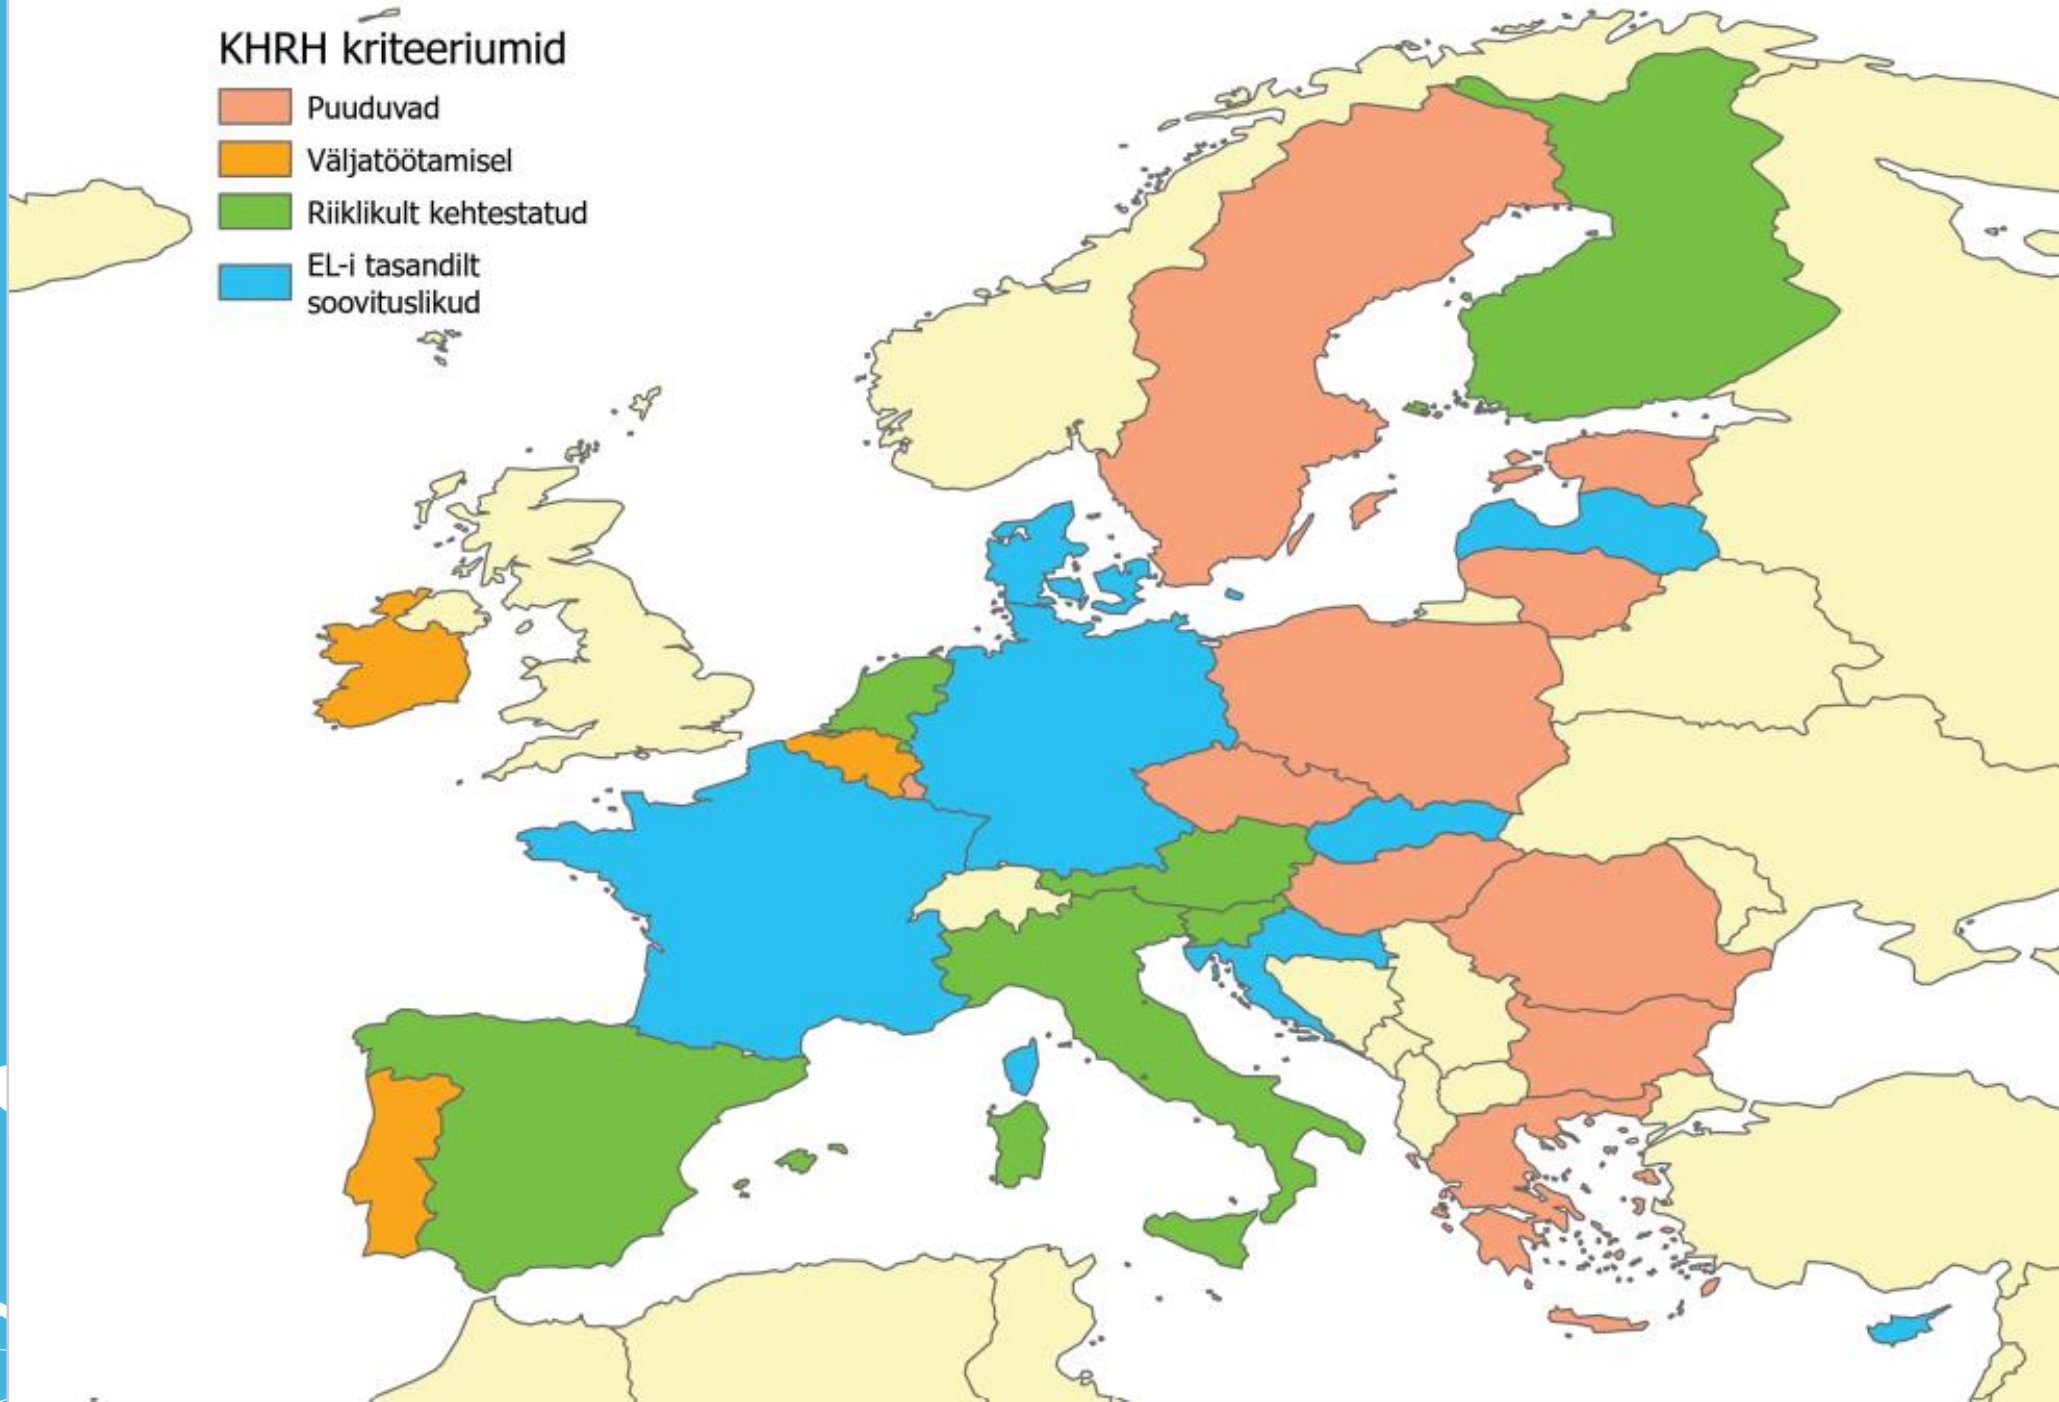 KHRH kriteeriumid
Puuduvad
Väljatöötamisel
Riiklikult kehtestatud
EL-i tasandilt
soovituslikud